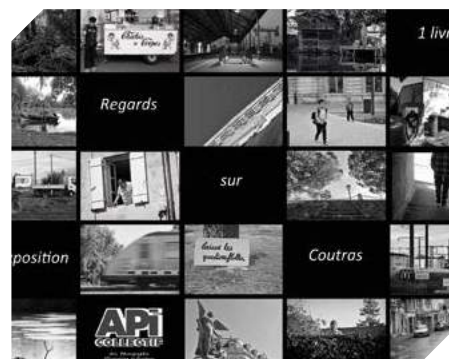 1 livr
Regards
sur
position
Coutras
APi
COLLECTIF